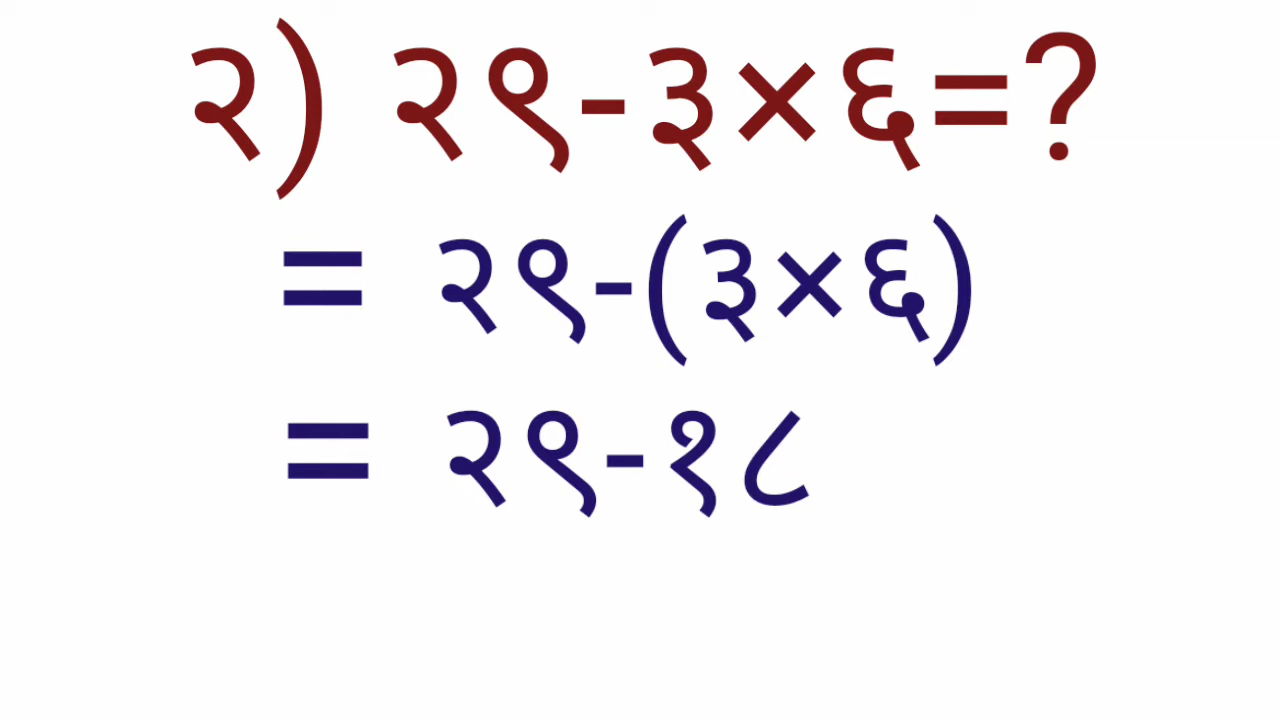 २) २९-३×६=?
= २९-(३×६)
= २९-१८